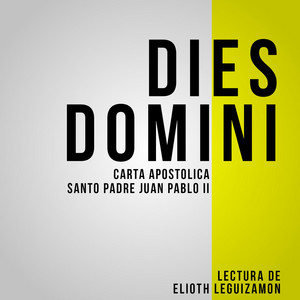 DIES
DOMINI
CARTA APOSTOLICA
SANTO PADRE JUAN PABLO II
LECTURA DE
ELIOTH LEGUIZAMON